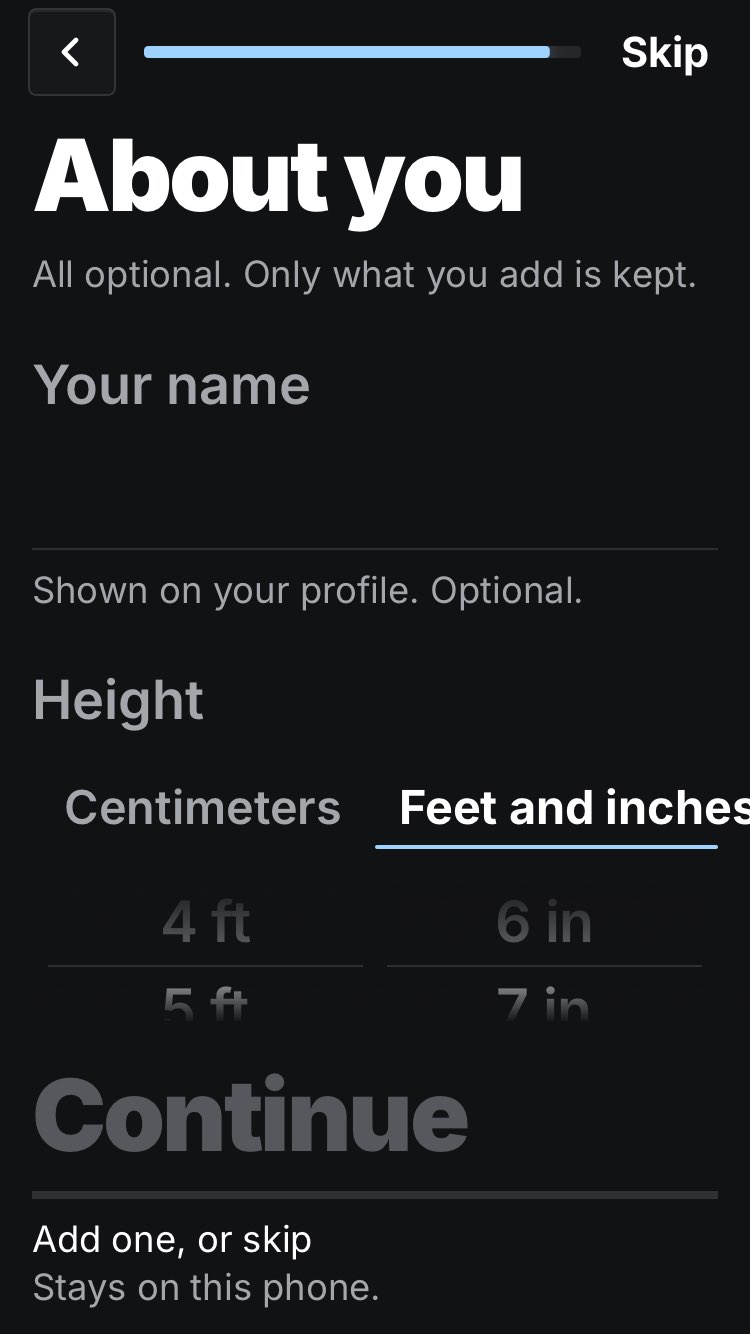 Skip
About you
All optional. Only what you add is kept.
Your name
Shown on your profile. Optional.
Height
Centimeters Feet and inches
4 ft 6 in
5 ft 7 in
Continue
Add one, or skip
Stays on this phone.